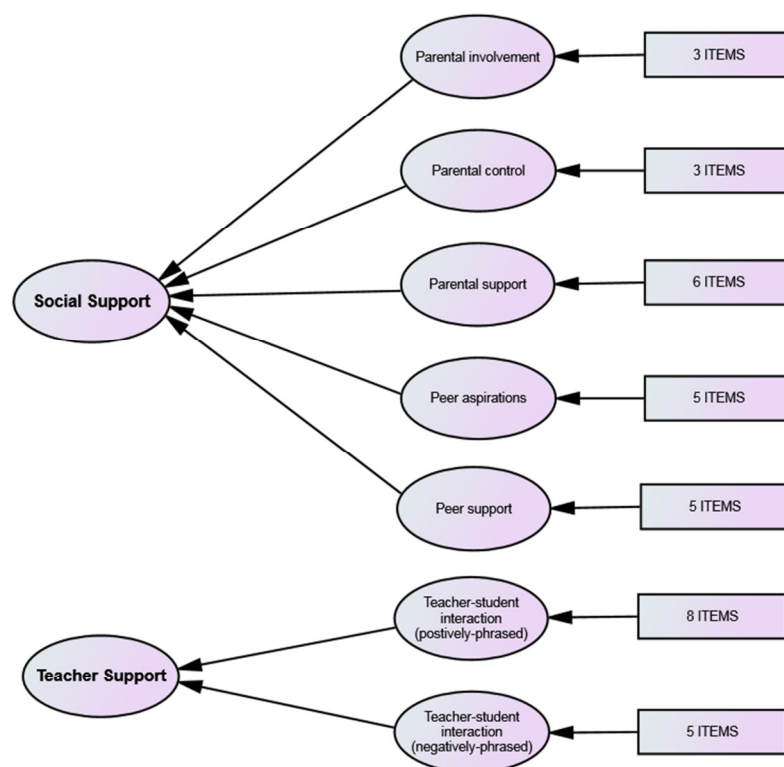 Parental involvement
3 ITEMS
Parental control
3 ITEMS
Parental support
6 ITEMS
Social Support
Peer aspirations
5 ITEMS
Peer support
5 ITEMS
Teacher-student
interaction
(postively-phrased)
8 ITEMS
Teacher Support
Teacher-student
interaction
(negatively-phrased)
5 ITEMS